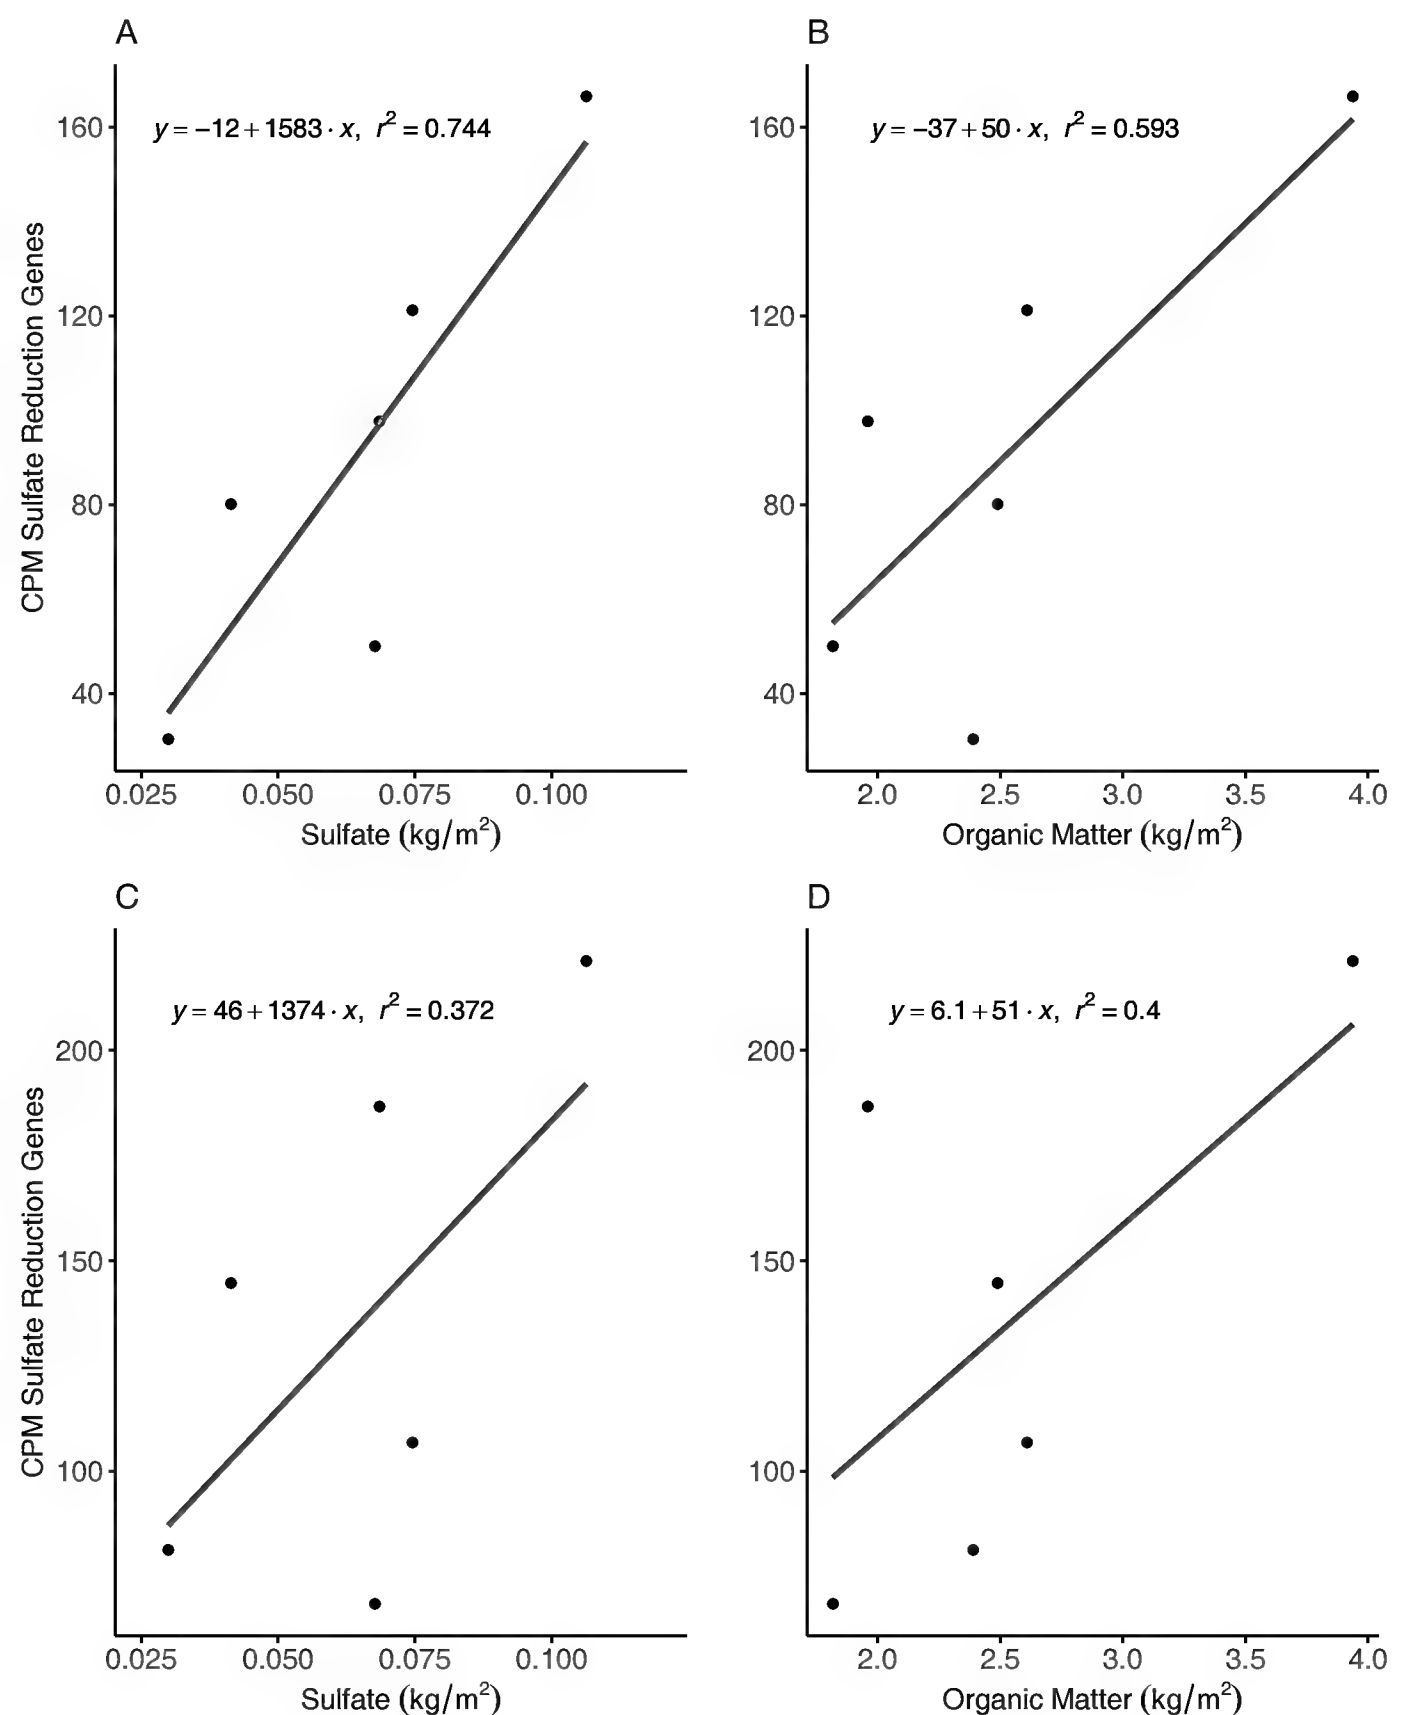 A
y = −12 + 1583 · x, r² = 0.744
160
120
80
40
CPM Sulfate Reduction Genes
0.025 0.050 0.075 0.100
Sulfate (kg/m²)
B
y = −37 + 50 · x, r² = 0.593
160
120
80
40
2.0 2.5 3.0 3.5 4.0
Organic Matter (kg/m²)
C
y = 46 + 1374 · x, r² = 0.372
200
150
100
CPM Sulfate Reduction Genes
0.025 0.050 0.075 0.100
Sulfate (kg/m²)
D
y = 6.1 + 51 · x, r² = 0.4
200
150
100
2.0 2.5 3.0 3.5 4.0
Organic Matter (kg/m²)